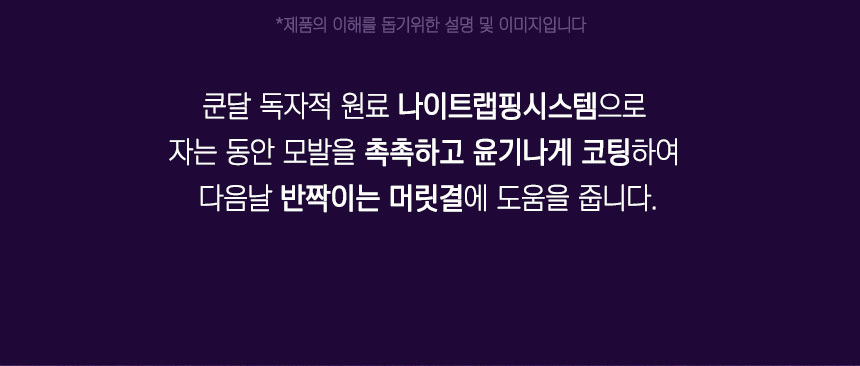 *제품의 이해를 돕기위한 설명 및 이미지입니다
쿤달 독자적 원료 나이트랩핑시스템으로
자는 동안 모발을 촉촉하고 윤기나게 코팅하여
다음날 반짝이는 머릿결에 도움을 줍니다.